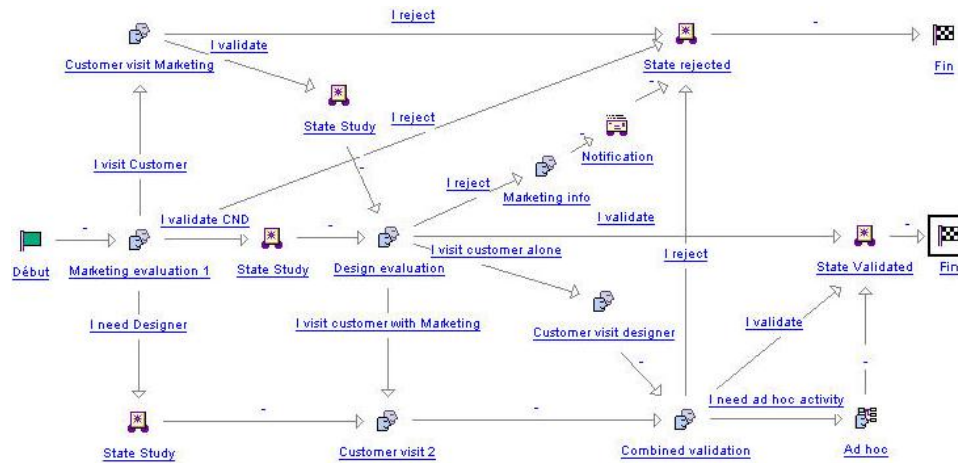 I reject
-
I validate
Customer visit Marketing
State rejected
Fin
State Study
I reject
-
-
Notification
I visit Customer
-
I reject
Marketing info
I validate CND
I validate
-
-
-
I visit customer alone
Début
Marketing evaluation 1
State Study
Design evaluation
I reject
State Validated
Fin
I need Designer
I visit customer with Marketing
Customer visit designer
I validate
-
-
-
-
I need ad hoc activity
State Study
Customer visit 2
Combined validation
Ad hoc